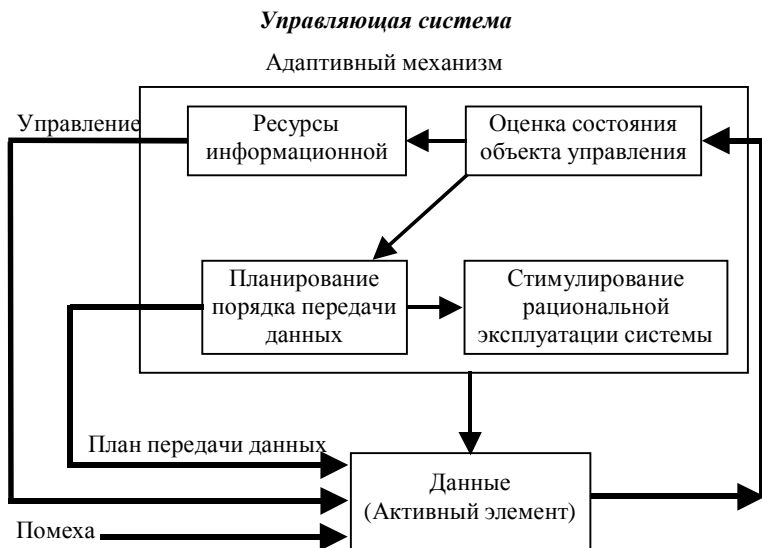 Управляющая система
Адаптивный механизм
Управление
Ресурсы
информационной
Оценка состояния
объекта управления
Планирование
порядка передачи
данных
Стимулирование
рациональной
эксплуатации системы
План передачи данных
Данные
(Активный элемент)
Помеха